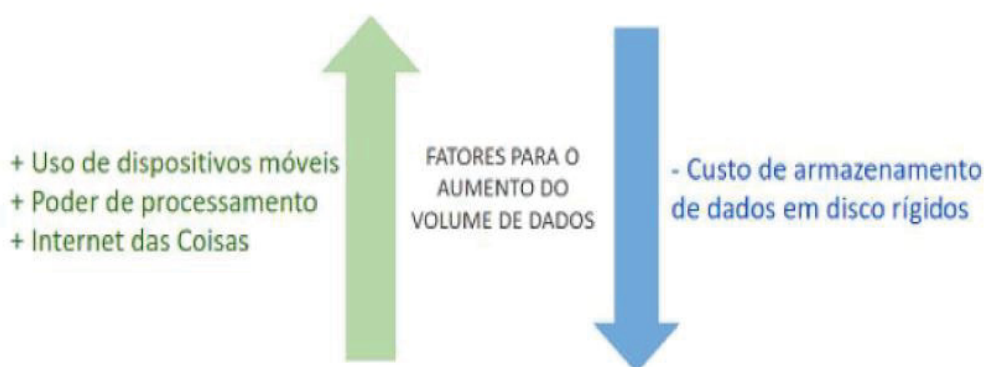 + Uso de dispositivos móveis
+ Poder de processamento
+ Internet das Coisas
FATORES PARA O
AUMENTO DO
VOLUME DE DADOS
- Custo de armazenamento
de dados em disco rígidos